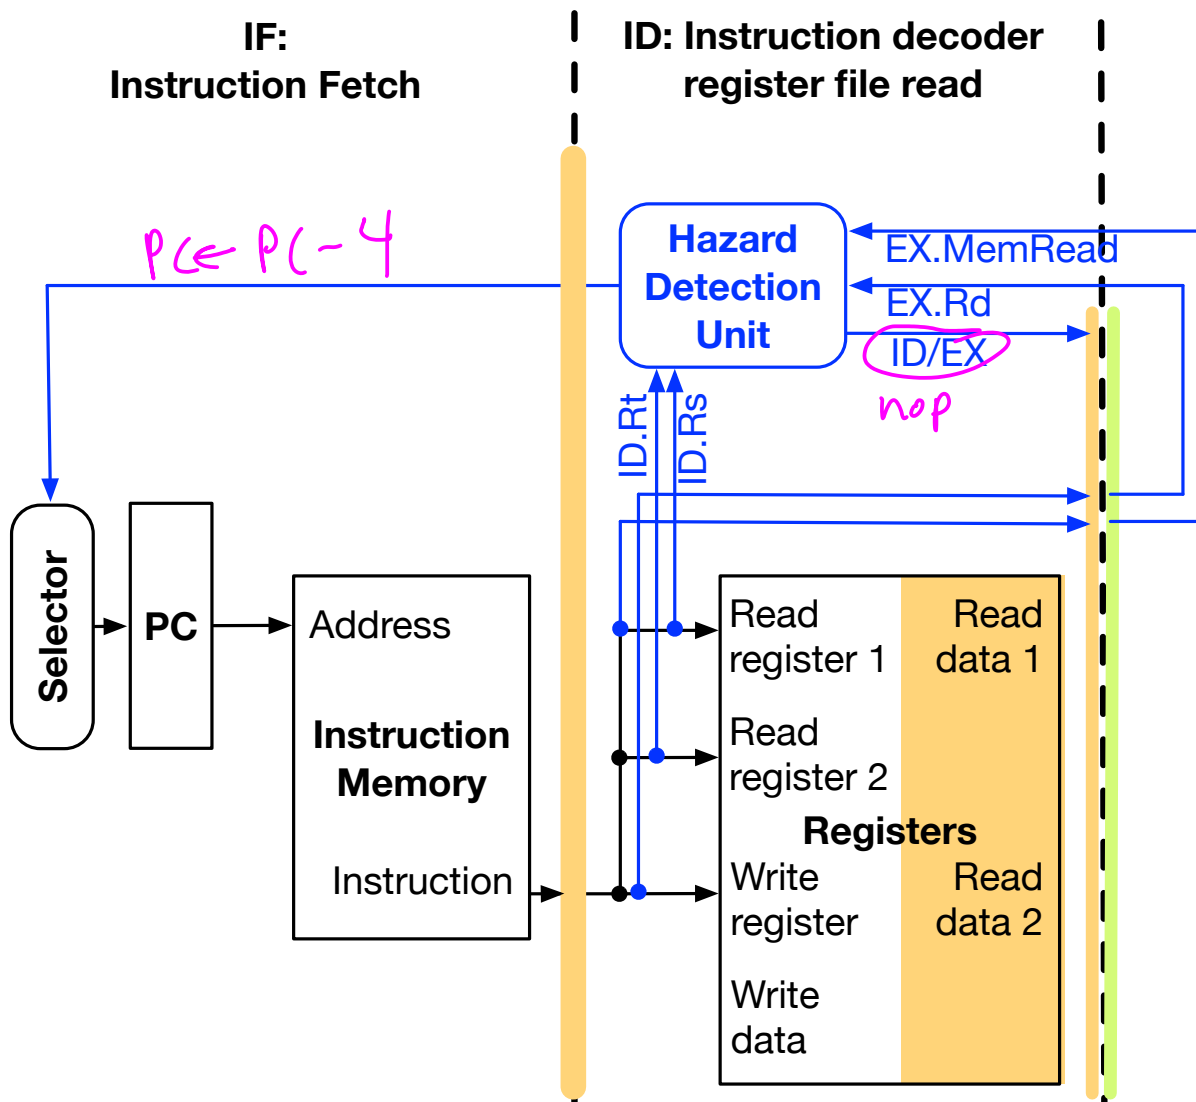 IF:
Instruction Fetch
ID: Instruction decoder
register file read
PC ← PC - 4
Hazard
Detection
Unit
EX.MemRead
EX.Rd
ID/EX
nop
ID.Rt
ID.Rs
Selector
PC
Address
Instruction
Memory
Instruction
Read
register 1
Read
data 1
Read
register 2
Registers
Write
register
Read
data 2
Write
data